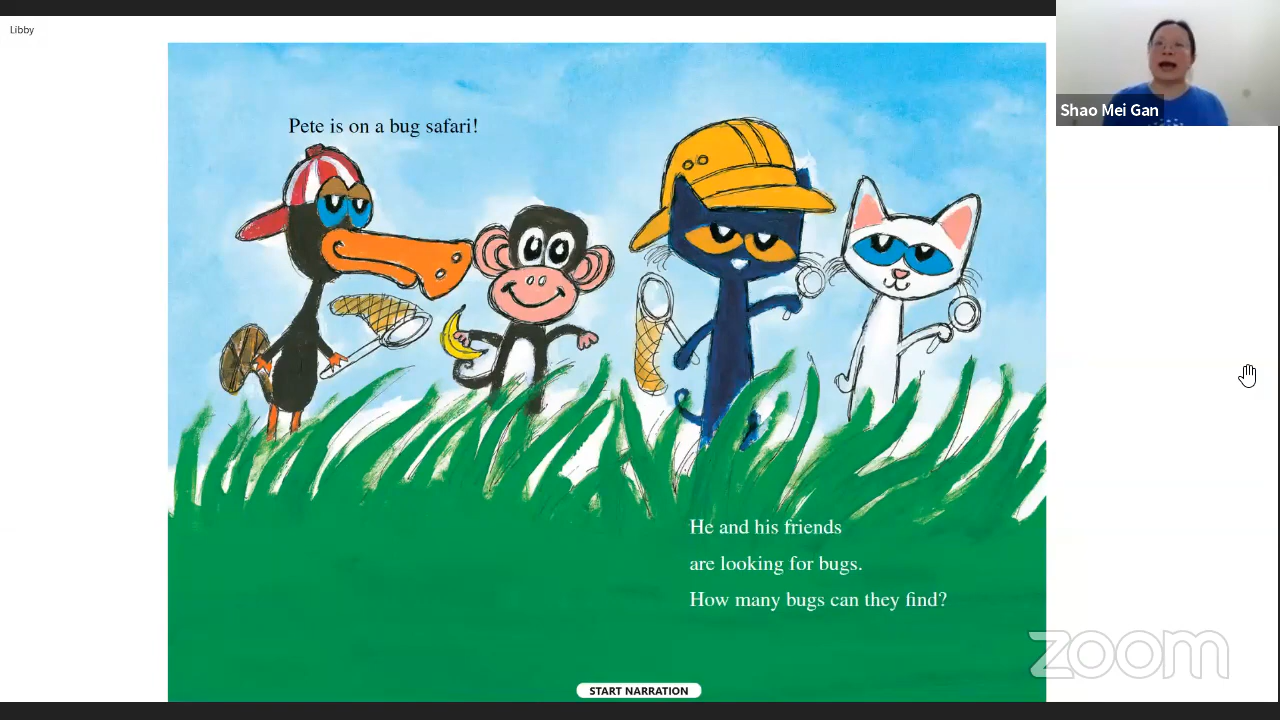 Libby
Shao Mei Gan
Pete is on a bug safari!
He and his friends
are looking for bugs.
How many bugs can they find?
START NARRATION
zoom